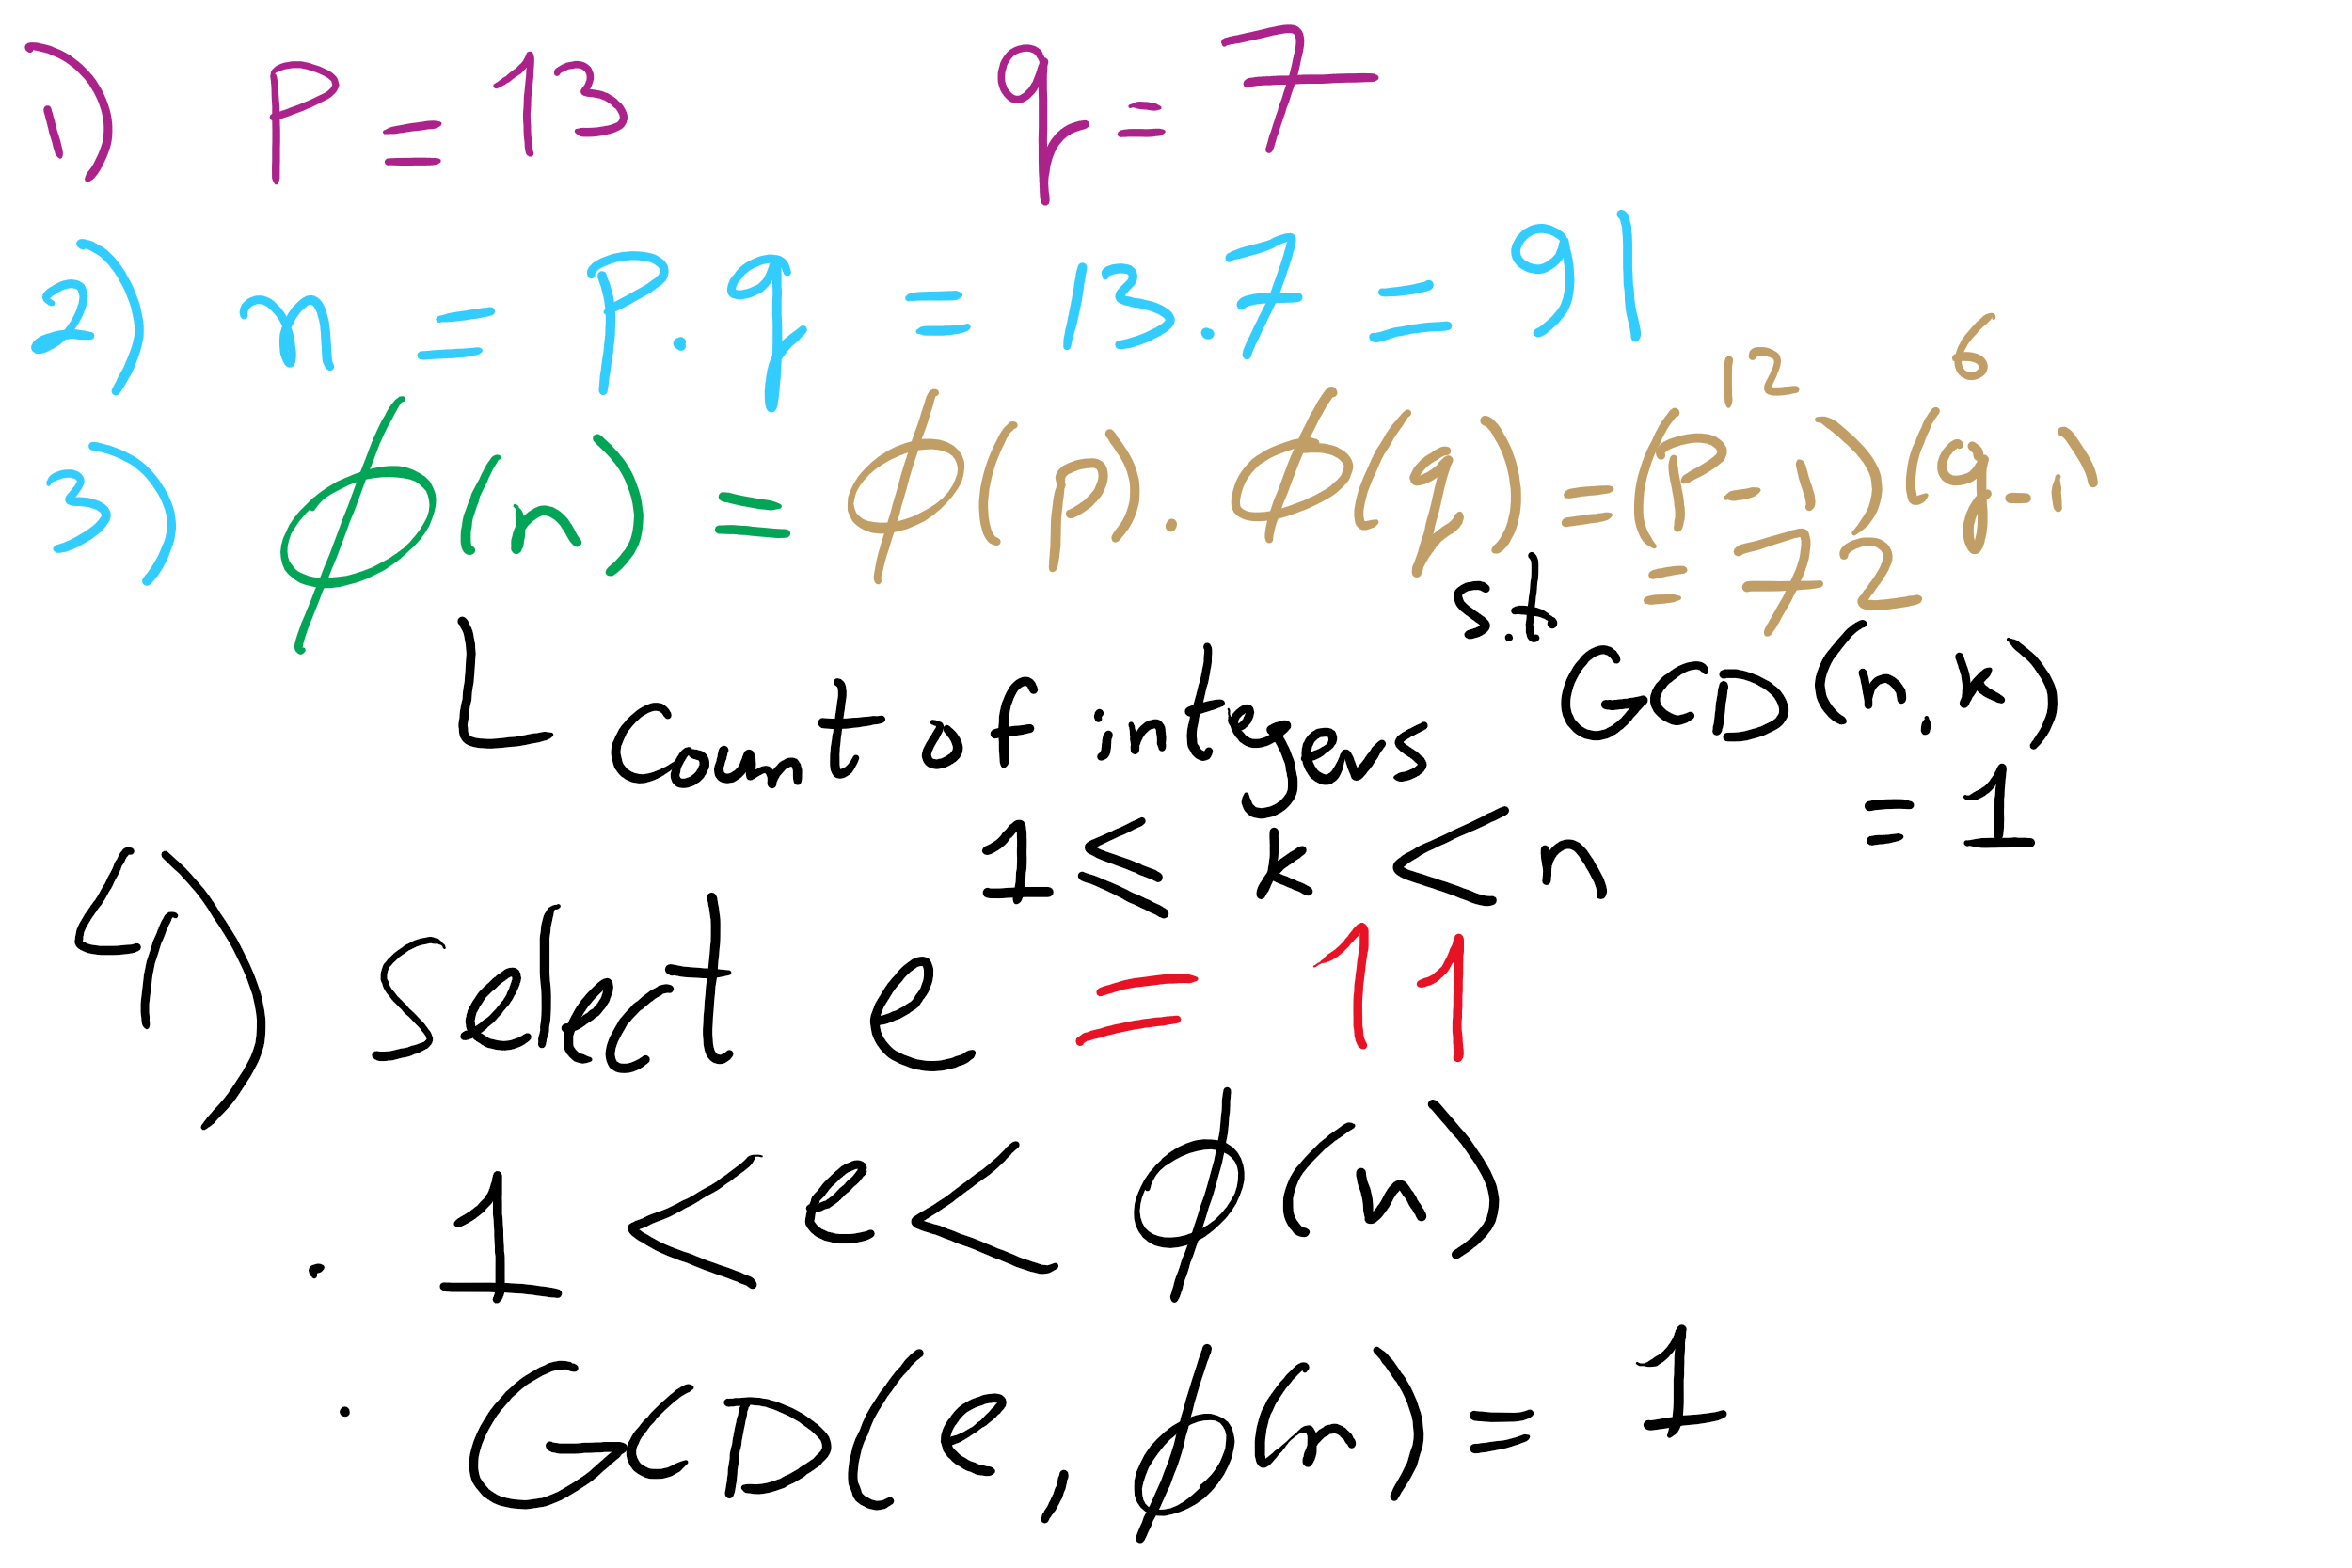 1) P = 13 q = 7
2) n = p.q = 13.7 = 91
12 6
3) ϕ(n) = ϕ(p). ϕ(q) = (P-1) (q-1)
= 72
Count of integers s.t GCD(n,k)
1 ≤ k < n = 1
4) select e = 11
. 1 < e < ϕ(n)
. GCD(e, ϕ(n) = 1